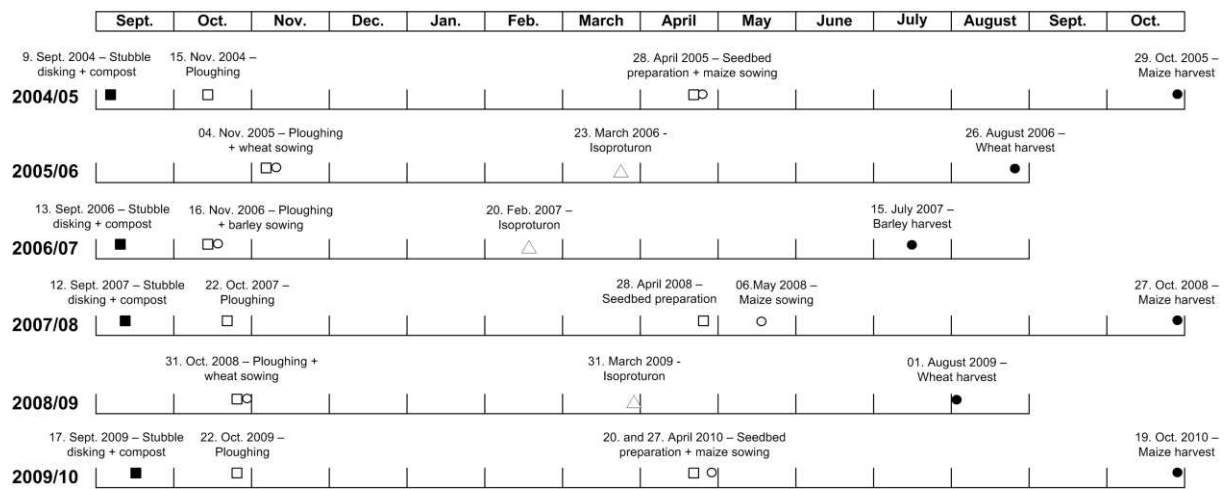 Sept. Oct. Nov. Dec. Jan. Feb. March April May June July August Sept. Oct.
9. Sept. 2004 – Stubble
disking + compost
15. Nov. 2004 –
Ploughing
28. April 2005 – Seedbed
preparation + maize sowing
29. Oct. 2005 –
Maize harvest
2004/05
04. Nov. 2005 – Ploughing
+ wheat sowing
23. March 2006 -
Isoproturon
26. August 2006 –
Wheat harvest
2005/06
13. Sept. 2006 – Stubble
disking + compost
16. Nov. 2006 – Ploughing
+ barley sowing
20. Feb. 2007 –
Isoproturon
15. July 2007 –
Barley harvest
2006/07
12. Sept. 2007 – Stubble
disking + compost
22. Oct. 2007 –
Ploughing
28. April 2008 –
Seedbed preparation
06.May 2008 –
Maize sowing
27. Oct. 2008 –
Maize harvest
2007/08
31. Oct. 2008 – Ploughing +
wheat sowing
31. March 2009 -
Isoproturon
01. August 2009 –
Wheat harvest
2008/09
17. Sept. 2009 – Stubble
disking + compost
22. Oct. 2009 –
Ploughing
20. and 27. April 2010 – Seedbed
preparation + maize sowing
19. Oct. 2010 –
Maize harvest
2009/10